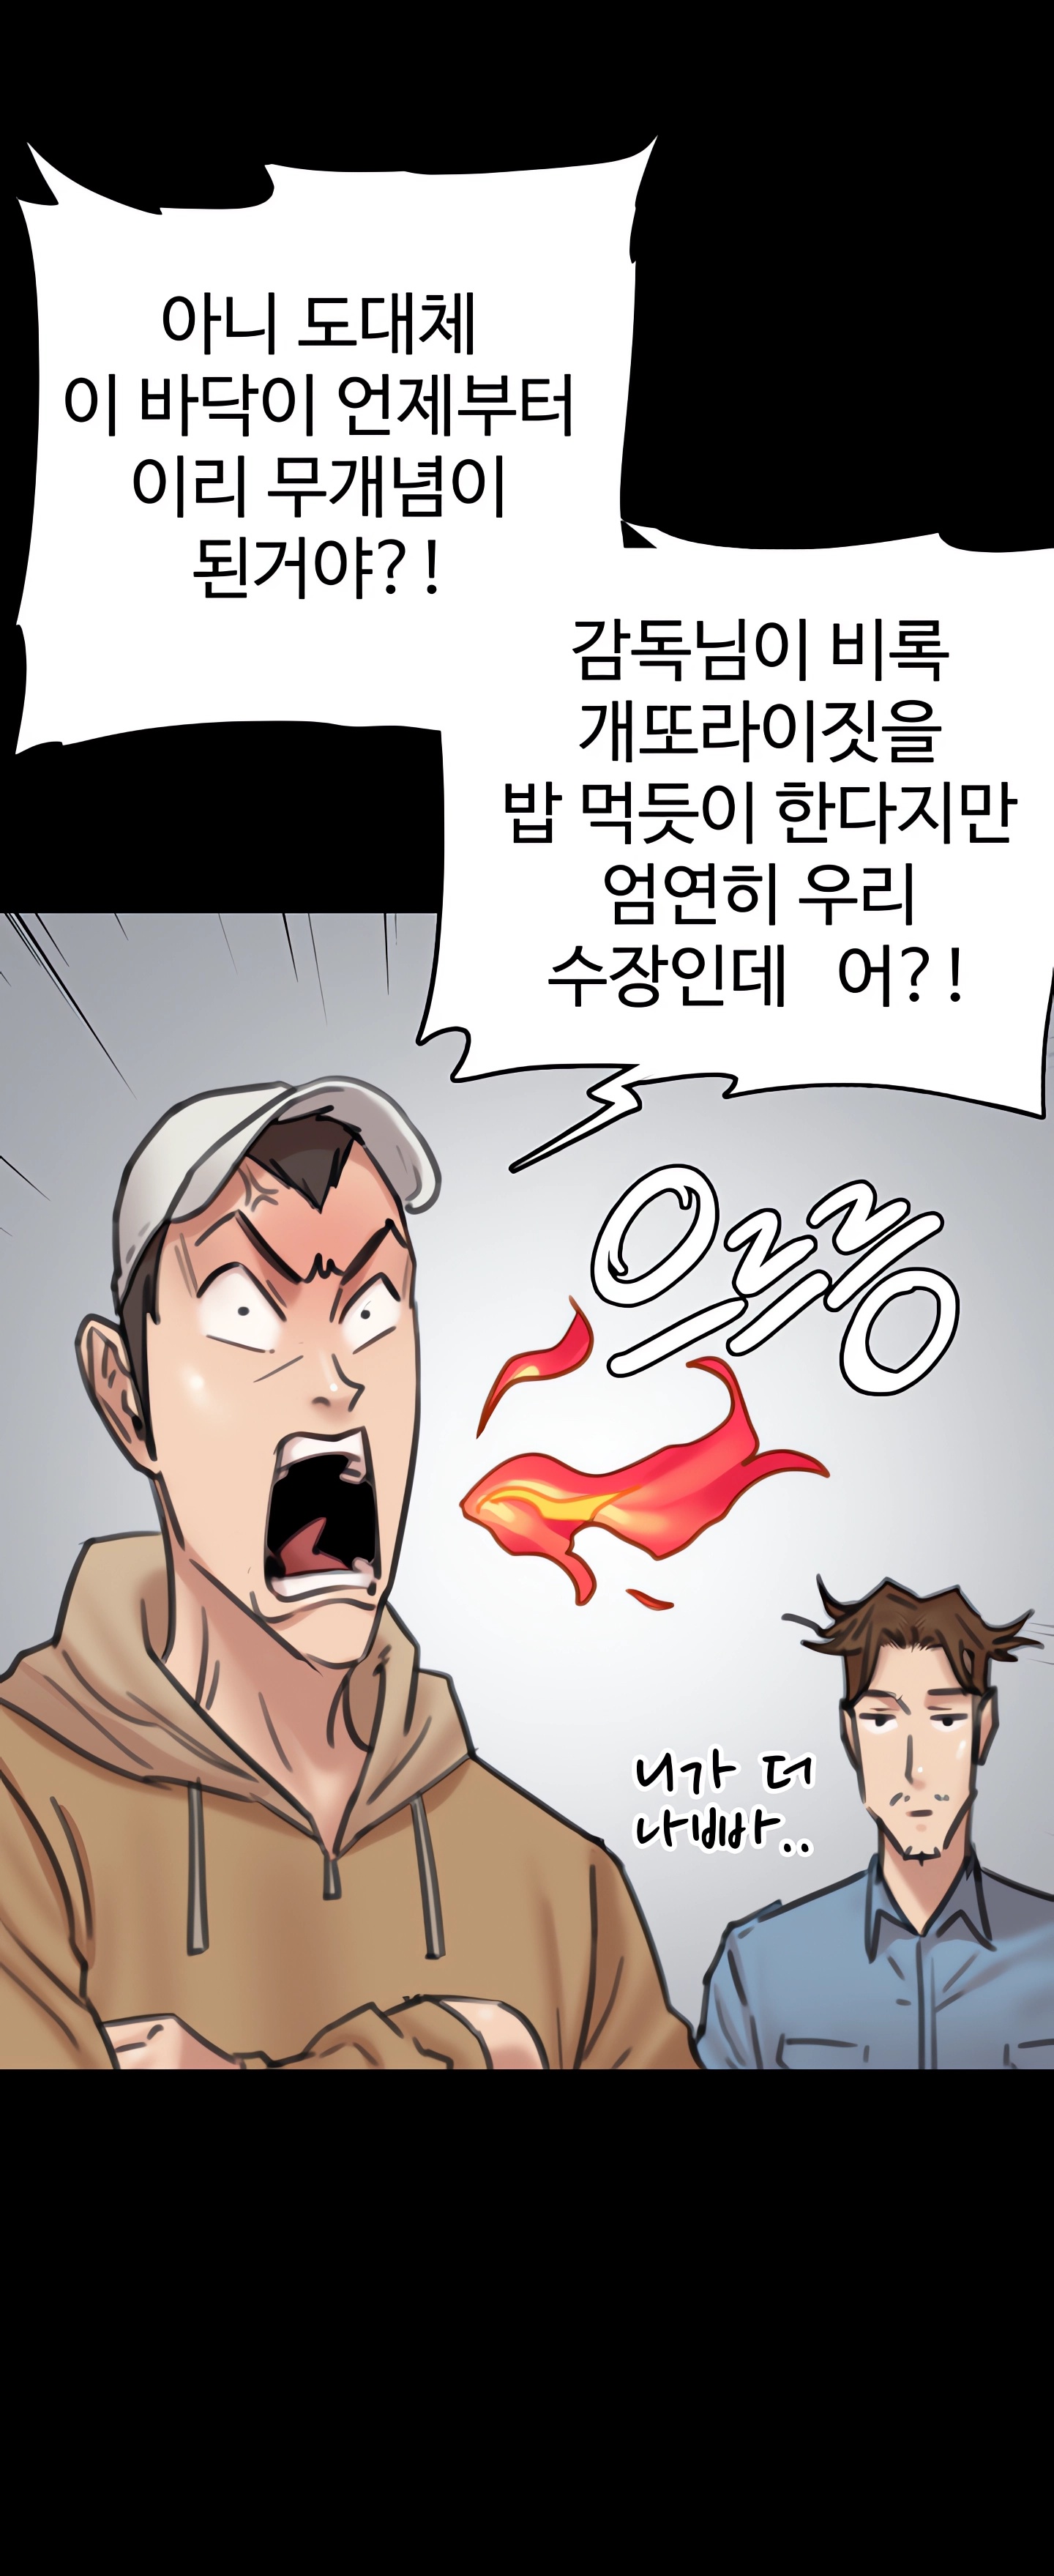 아니 도대체
이 바닥이 언제부터
이리 무개념이
된거야?!
감독님이 비록
개또라이짓을
밥 먹듯이 한다지만
엄연히 우리
수장인데 어?!
으르릉
니가 더
나빠..